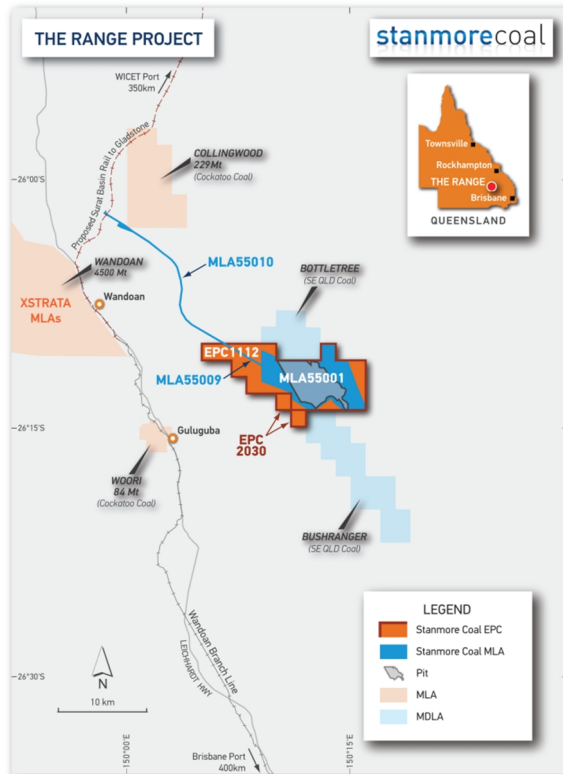 THE RANGE PROJECT
stanmorecoal
WICET Port
350km
Proposed Surat Basin Rail to Gladstone
COLLINGWOOD
229Mt
(Cockatoo Coal)
Townsville
Rockhampton
THE RANGE
Brisbane
QUEENSLAND
-26°00'S
MLA55010
WANDOAN
4500 Mt
XSTRATA
MLAs
Wandoan
BOTTLETREE
(SE QLD Coal)
EPC1112
MLA55009
MLA55001
EPC
2030
-26°15'S
Guluguba
WOORI
84 Mt
(Cockatoo Coal)
BUSHRANGER
(SE QLD Coal)
Wandoan Branch Line
LEICHHARDT HWY
LEGEND
Stanmore Coal EPC
Stanmore Coal MLA
Pit
MLA
MDLA
-26°30'S
N
10 km
-150°00'E
Brisbane Port
400km
-150°15'E